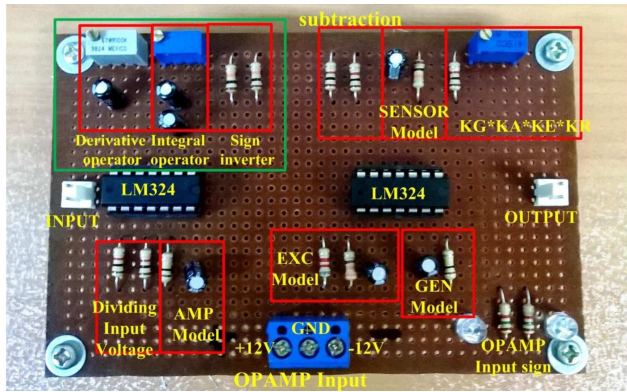 subtraction
Derivative
operator
Integral
operator
Sign
inverter
SENSOR
Model
KG*KA*KE*KR
LM324
LM324
INPUT
OUTPUT
Dividing
Input
Voltage
AMP
Model
EXC
Model
GEN
Model
GND
+12V
-12V
OPAMP
Input sign
OPAMP Input